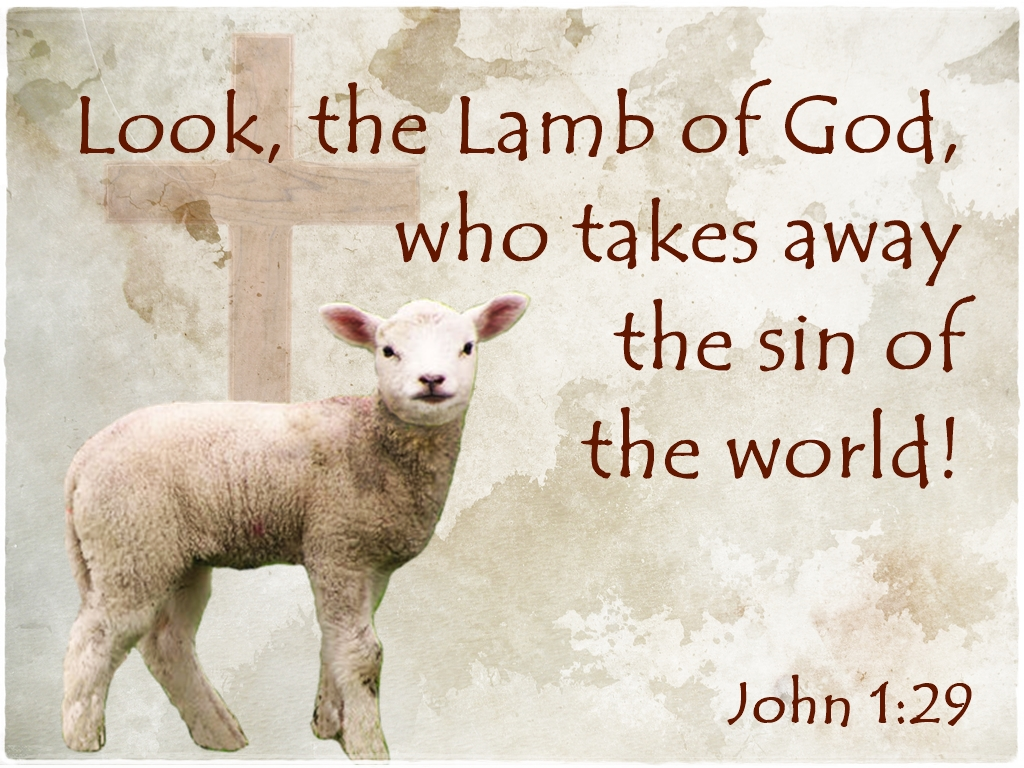 Look, the Lamb of God,
who takes away
the sin of
the world!
John 1:29